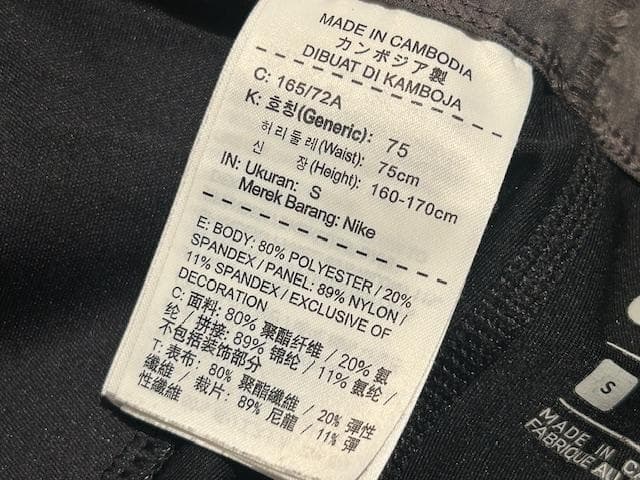 MADE IN CAMBODIA
カンボジア製
DIBUAT DI KAMBOJA
C: 165/72A
K: 호칭(Generic): 75
허리둘레(Waist): 75cm
신 장(Height): 160-170cm
IN: Ukuran: S
Merek Barang: Nike
E: BODY: 80% POLYESTER / 20%
SPANDEX / PANEL: 89% NYLON /
11% SPANDEX / EXCLUSIVE OF
DECORATION
C: 面料: 80% 聚酯纤维 / 20% 氨
纶 / 拼接: 89% 锦纶 / 11% 氨纶 /
不包括装饰部分
T: 表布: 80% 聚酯纖維 / 20% 彈性
纖維 / 裁片: 89% 尼龍 / 11% 彈
性纖維
S
MADE IN
FABRIQUÉ AU